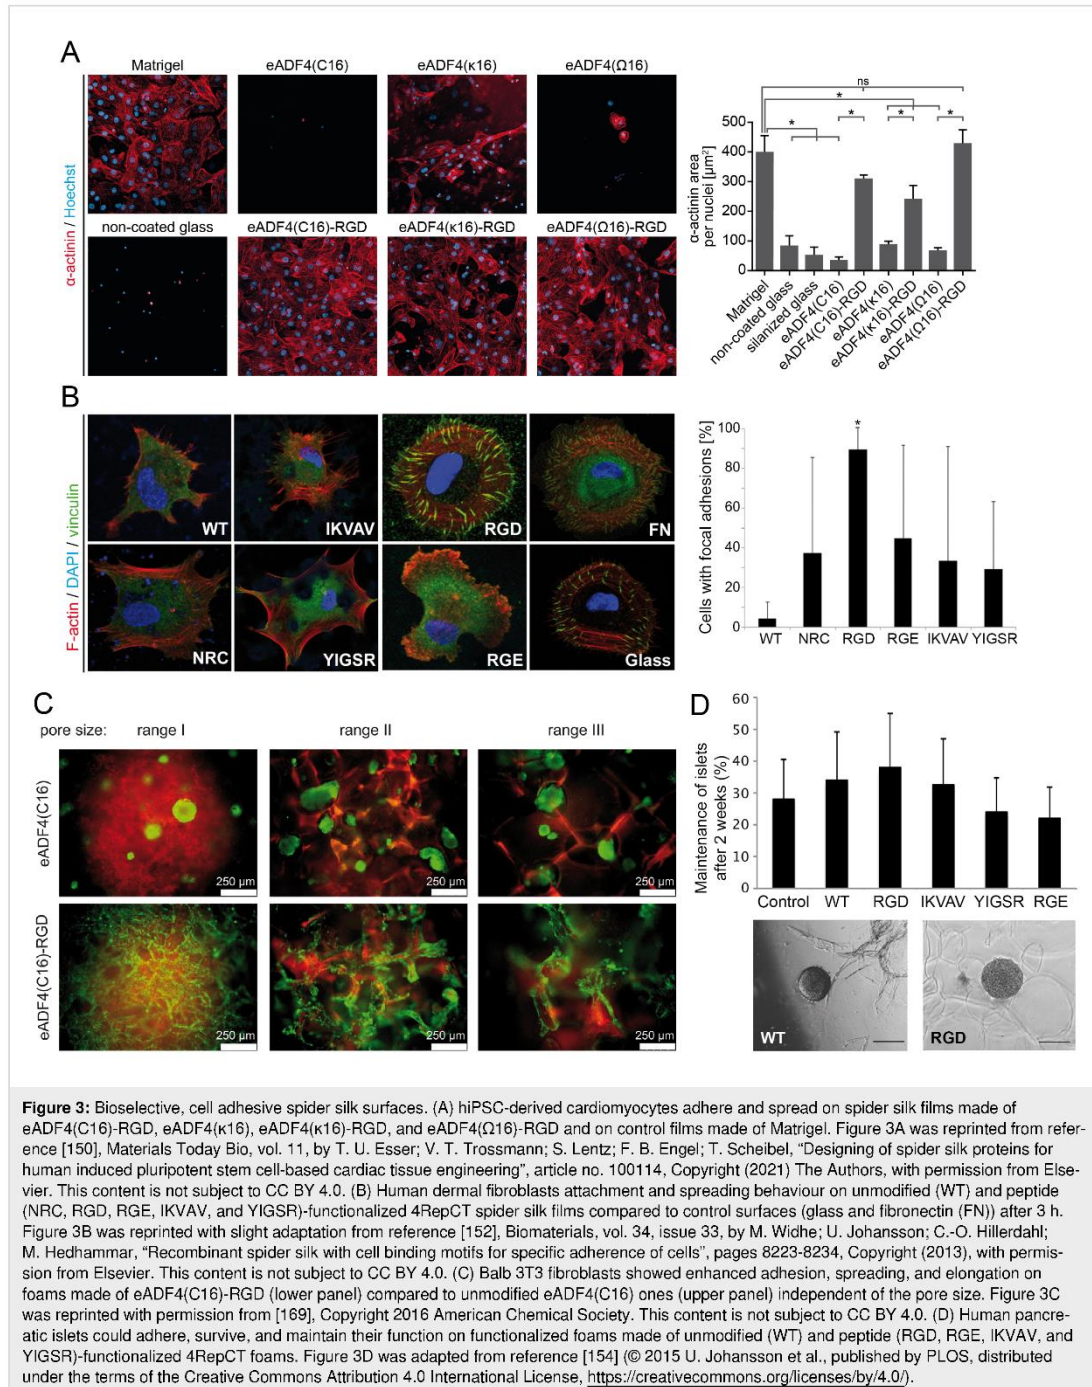 A
Matrigel
eADF4(C16)
eADF4(κ16)
eADF4(Ω16)
non-coated glass
eADF4(C16)-RGD
eADF4(κ16)-RGD
eADF4(Ω16)-RGD
α-actinin / Hoechst
ns
*
*
*
*
*
α-actinin area
per nuclei [µm²]
500
400
300
200
100
0
Matrigel
non-coated glass
silanized glass
eADF4(C16)
eADF4(C16)-RGD
eADF4(κ16)
eADF4(κ16)-RGD
eADF4(Ω16)
eADF4(Ω16)-RGD
B
F-actin / DAPI / vinculin
WT
IKVAV
RGD
FN
NRC
YIGSR
RGE
Glass
Cells with focal adhesions [%]
100
80
60
40
20
0
*
WT NRC RGD RGE IKVAV YIGSR
C
pore size: range I range II range III
eADF4(C16)
250 µm
250 µm
250 µm
eADF4(C16)-RGD
250 µm
250 µm
250 µm
D
Maintenance of islets
after 2 weeks (%)
60
50
40
30
20
10
0
Control WT RGD IKVAV YIGSR RGE
WT
RGD
Figure 3: Bioselective, cell adhesive spider silk surfaces. (A) hiPSC-derived cardiomyocytes adhere and spread on spider silk films made of
eADF4(C16)-RGD, eADF4(κ16), eADF4(κ16)-RGD, and eADF4(Ω16)-RGD and on control films made of Matrigel. Figure 3A was reprinted from refer-
ence [150], Materials Today Bio, vol. 11, by T. U. Esser; V. T. Trossmann; S. Lentz; F. B. Engel; T. Scheibel, “Designing of spider silk proteins for
human induced pluripotent stem cell-based cardiac tissue engineering”, article no. 100114, Copyright (2021) The Authors, with permission from Else-
vier. This content is not subject to CC BY 4.0. (B) Human dermal fibroblasts attachment and spreading behaviour on unmodified (WT) and peptide
(NRC, RGD, RGE, IKVAV, and YIGSR)-functionalized 4RepCT spider silk films compared to control surfaces (glass and fibronectin (FN)) after 3 h.
Figure 3B was reprinted with slight adaptation from reference [152], Biomaterials, vol. 34, issue 33, by M. Widhe; U. Johansson; C.-O. Hillerdahl;
M. Hedhammar, “Recombinant spider silk with cell binding motifs for specific adherence of cells”, pages 8223-8234, Copyright (2013), with permis-
sion from Elsevier. This content is not subject to CC BY 4.0. (C) Balb 3T3 fibroblasts showed enhanced adhesion, spreading, and elongation on
foams made of eADF4(C16)-RGD (lower panel) compared to unmodified eADF4(C16) ones (upper panel) independent of the pore size. Figure 3C
was reprinted with permission from [169], Copyright 2016 American Chemical Society. This content is not subject to CC BY 4.0. (D) Human pancre-
atic islets could adhere, survive, and maintain their function on functionalized foams made of unmodified (WT) and peptide (RGD, RGE, IKVAV, and
YIGSR)-functionalized 4RepCT foams. Figure 3D was adapted from reference [154] (© 2015 U. Johansson et al., published by PLOS, distributed
under the terms of the Creative Commons Attribution 4.0 International License, https://creativecommons.org/licenses/by/4.0/).